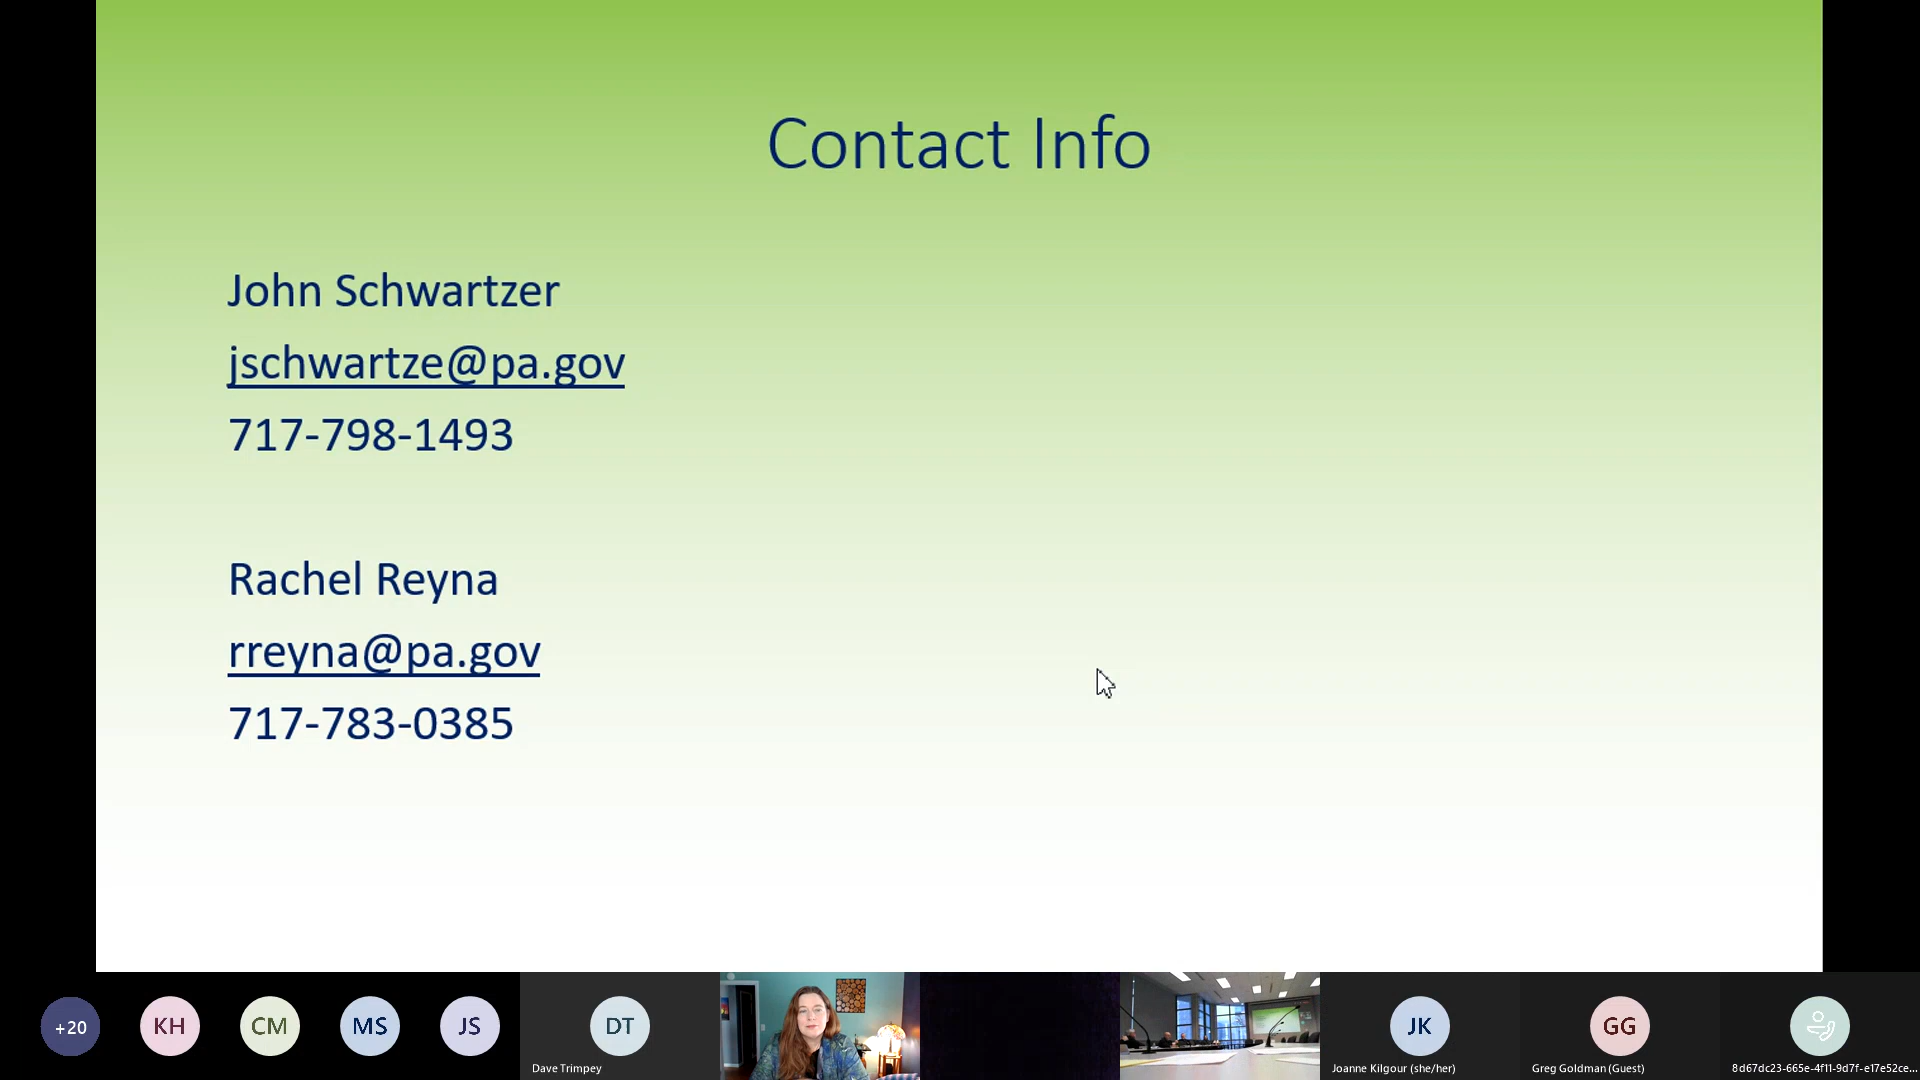 Contact Info
John Schwartzer
jschwartze@pa.gov
717-798-1493
Rachel Reyna
rreyna@pa.gov
717-783-0385
+20
KH
CM
MS
JS
DT
Dave Trimpey
JK
Joanne Kilgour (she/her)
GG
Greg Goldman (Guest)
8d67dc23-665e-4f11-9d7f-e17e52ce...